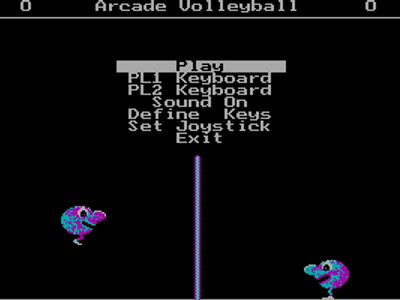 0 Arcade Volleyball 0
Play
PL1 Keyboard
PL2 Keyboard
Sound On
Define  Keys
Set Joystick
Exit